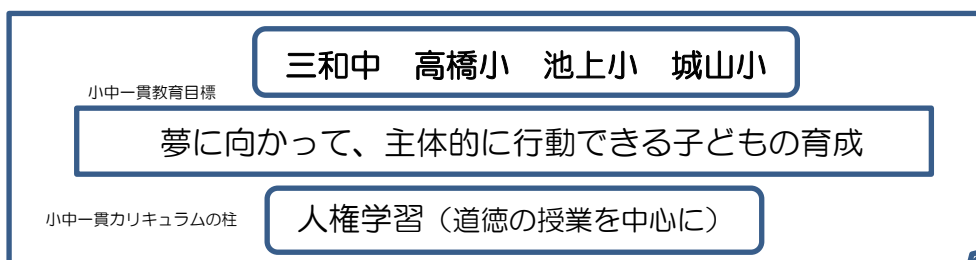 三和中　高橋小　池上小　城山小
小中一貫教育目標
夢に向かって、主体的に行動できる子どもの育成
小中一貫カリキュラムの柱
人権学習（道徳の授業を中心に）